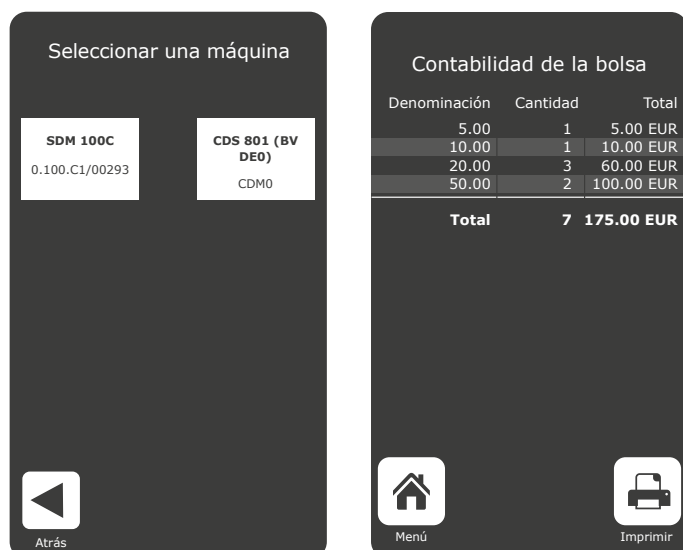 Seleccionar una máquina
SDM 100C
0.100.C1/00293
CDS 801 (BV
DE0)
CDM0
Atrás
Contabilidad de la bolsa
Denominación Cantidad Total
5.00 1 5.00 EUR
10.00 1 10.00 EUR
20.00 3 60.00 EUR
50.00 2 100.00 EUR
Total 7 175.00 EUR
Menú
Imprimir